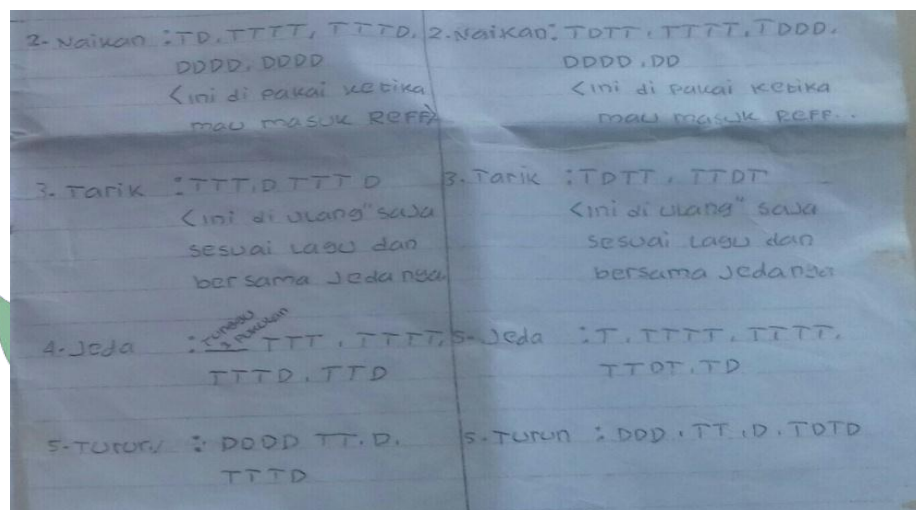 2. Naikan : TD. TTTT, TTTD.
DDDD. DDDD
<ini di pakai ketika
mau masuk REFF>
3. Tarik : TTT.D TTT D
<ini di ulang" saja
sesuai lagu dan
bersama Jedanya.
4. Jeda : Tunggu 3 Pukulan TTT . TTTT.
TTTD . TTD
5. Turun : DDDD TT.D.
TTTD
2. Naikan : TDTT . TTTT. TDDD.
DDDD . DD
<ini di pakai ketika
mau masuk REFF..
3. Tarik : TDTT . TTDT
<ini di ulang" saja
sesuai lagu dan
bersama Jedanya
5. Jeda : T. TTTT. TTTT.
TTDT. TD
5. Turun : DDD . TT . D. TDTD